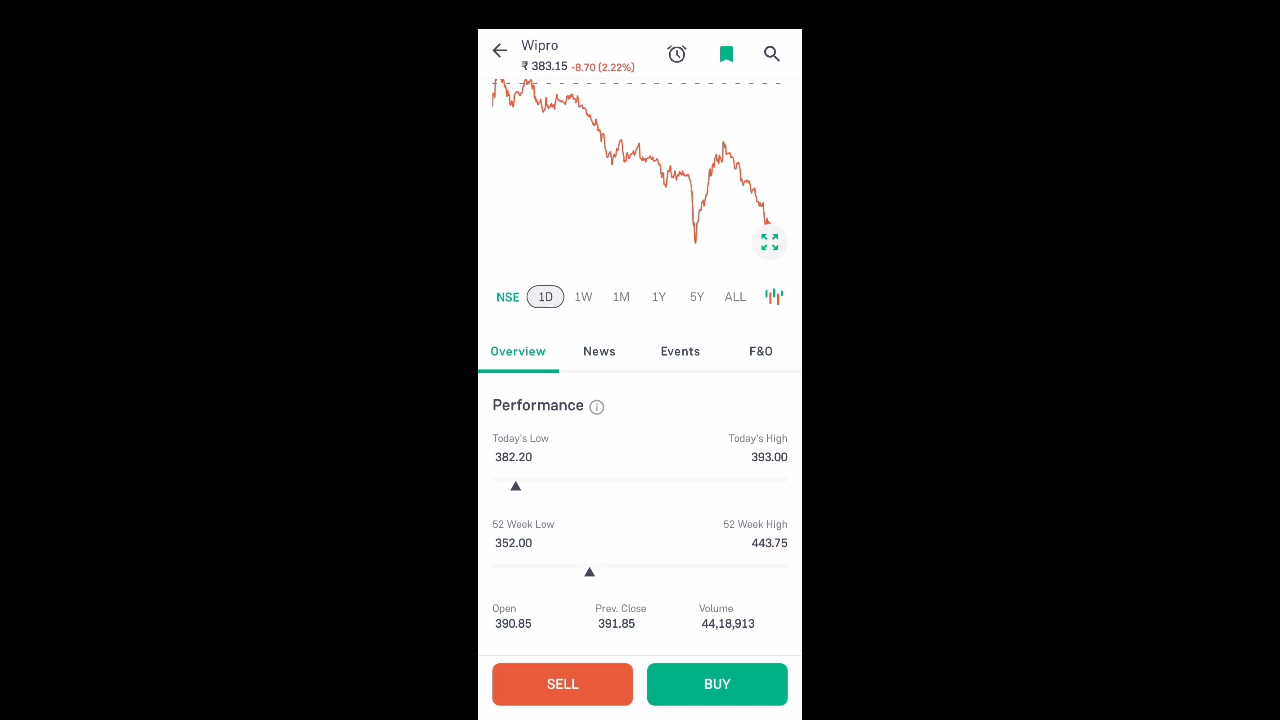 Wipro
₹ 383.15 -8.70 (2.22%)
NSE 1D 1W 1M 1Y 5Y ALL
Overview News Events F&O
Performance
Today's Low Today's High
382.20 393.00
52 Week Low 52 Week High
352.00 443.75
Open Prev. Close Volume
390.85 391.85 44,18,913
SELL BUY